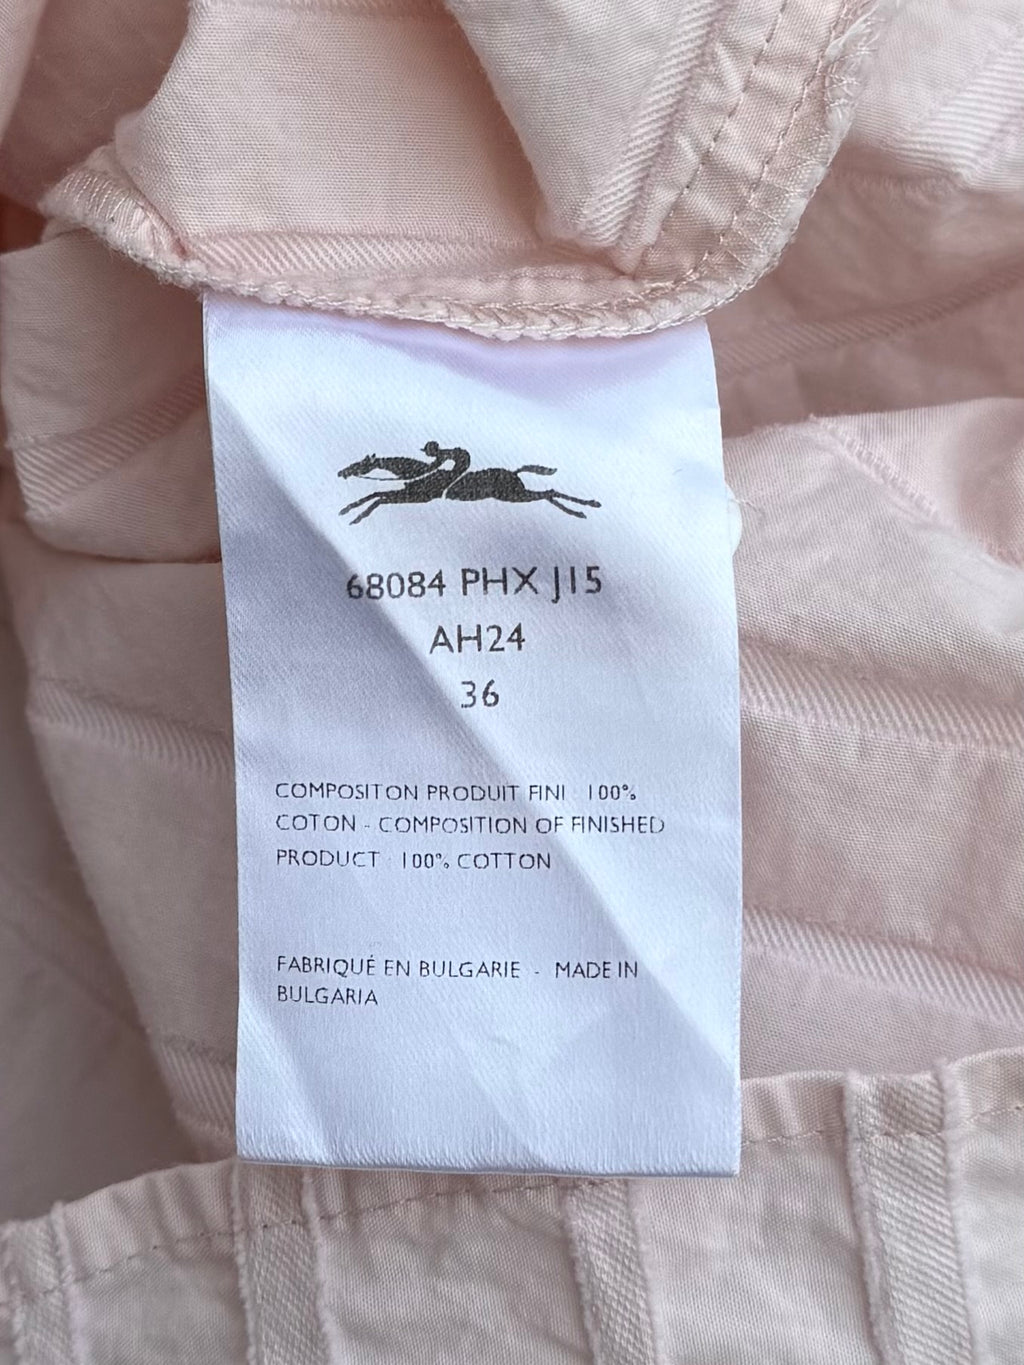 68084 PHX J15
AH24
36
COMPOSITON PRODUIT FINI : 100%
COTON - COMPOSITION OF FINISHED
PRODUCT : 100% COTTON
FABRIQUÉ EN BULGARIE - MADE IN
BULGARIA